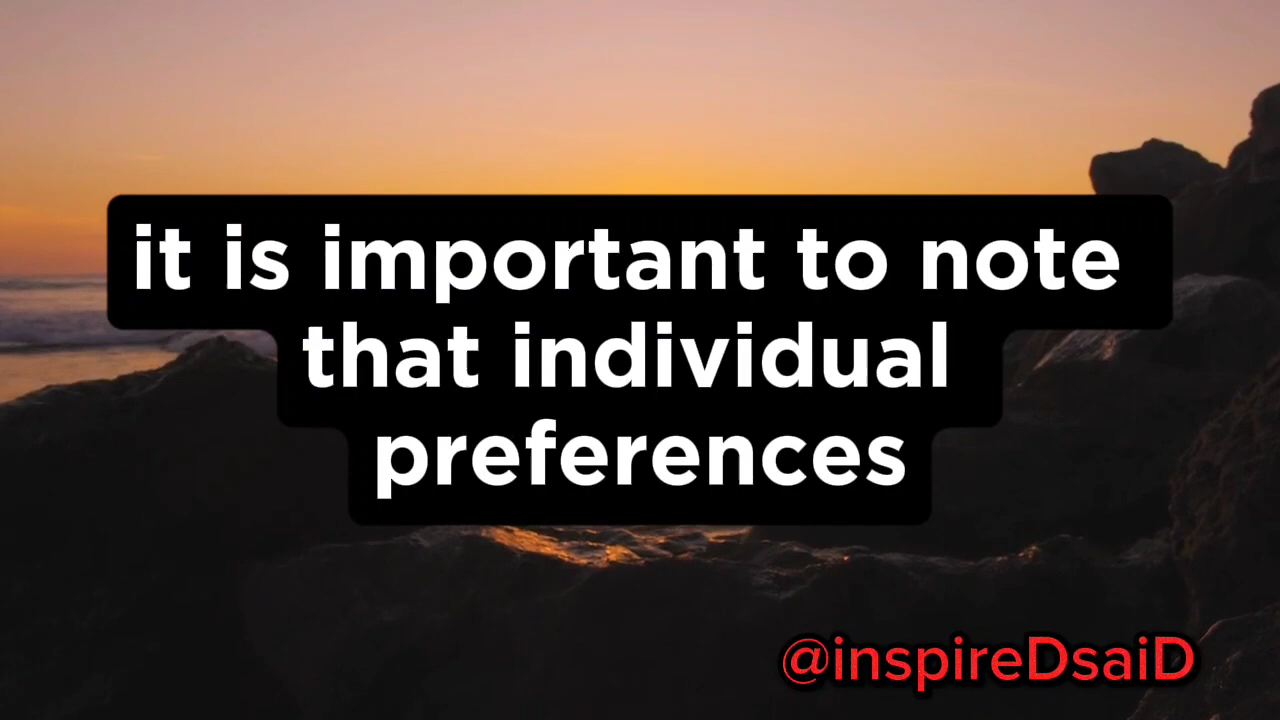 it is important to note
that individual
preferences
@inspireDsaiD